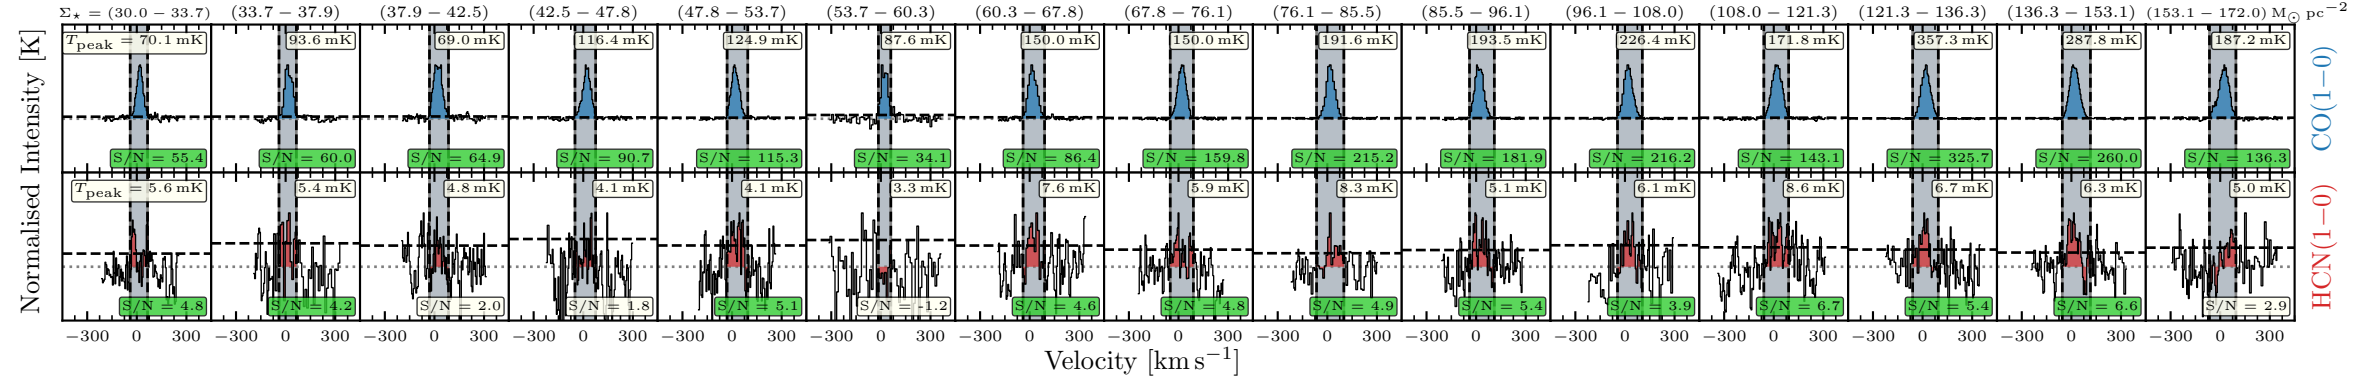 Σ⋆ = (30.0 − 33.7) (33.7 − 37.9) (37.9 − 42.5) (42.5 − 47.8) (47.8 − 53.7) (53.7 − 60.3) (60.3 − 67.8) (67.8 − 76.1) (76.1 − 85.5) (85.5 − 96.1) (96.1 − 108.0) (108.0 − 121.3) (121.3 − 136.3) (136.3 − 153.1) (153.1 − 172.0) M⊙ pc−2
Tpeak = 70.1 mK 93.6 mK 69.0 mK 116.4 mK 124.9 mK 87.6 mK 150.0 mK 150.0 mK 191.6 mK 193.5 mK 226.4 mK 171.8 mK 357.3 mK 287.8 mK 187.2 mK
CO(1−0)
S/N = 55.4 S/N = 60.0 S/N = 64.9 S/N = 90.7 S/N = 115.3 S/N = 34.1 S/N = 86.4 S/N = 159.8 S/N = 215.2 S/N = 181.9 S/N = 216.2 S/N = 143.1 S/N = 325.7 S/N = 260.0 S/N = 136.3
Normalised Intensity [K]
Tpeak = 5.6 mK 5.4 mK 4.8 mK 4.1 mK 4.1 mK 3.3 mK 7.6 mK 5.9 mK 8.3 mK 5.1 mK 6.1 mK 8.6 mK 6.7 mK 6.3 mK 5.0 mK
HCN(1−0)
S/N = 4.8 S/N = 4.2 S/N = 2.0 S/N = 1.8 S/N = 5.1 S/N = -1.2 S/N = 4.6 S/N = 4.8 S/N = 4.9 S/N = 5.4 S/N = 3.9 S/N = 6.7 S/N = 5.4 S/N = 6.6 S/N = 2.9
−300 0 300 −300 0 300 −300 0 300 −300 0 300 −300 0 300 −300 0 300 −300 0 300 −300 0 300 −300 0 300 −300 0 300 −300 0 300 −300 0 300 −300 0 300 −300 0 300 −300 0 300
Velocity [km s−1]